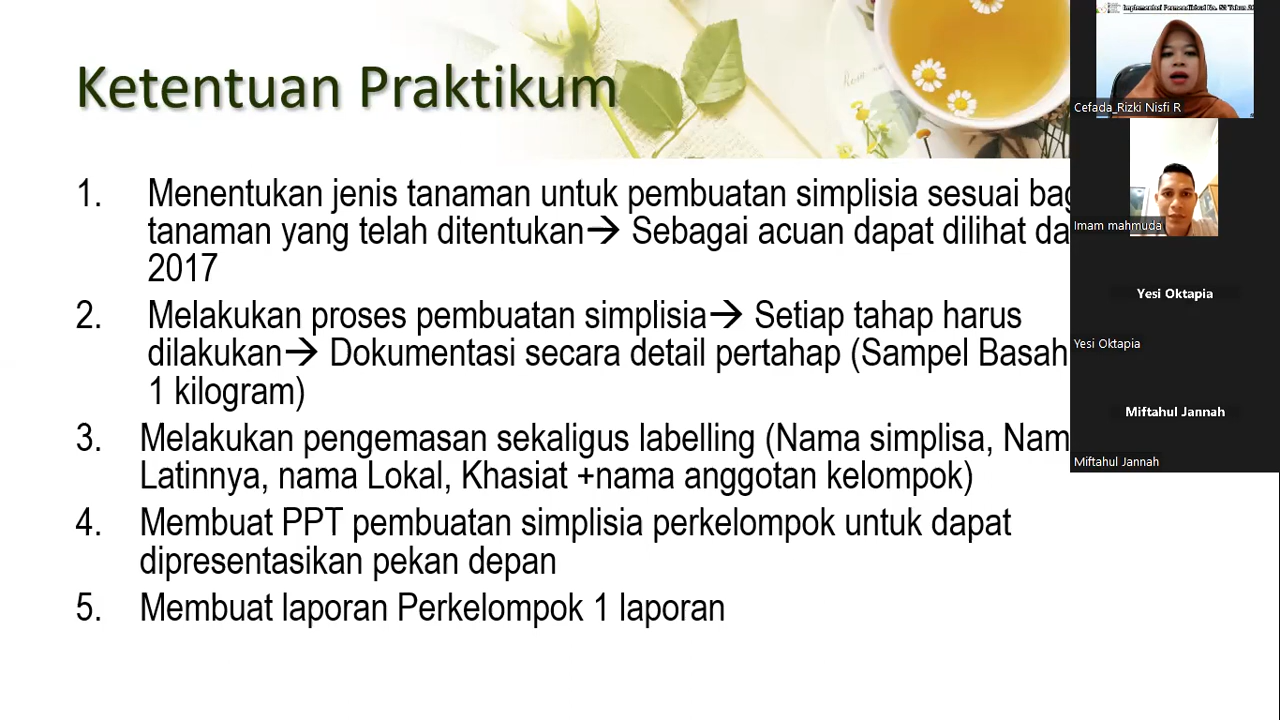 Ketentuan Praktikum
1. Menentukan jenis tanaman untuk pembuatan simplisia sesuai
tanaman yang telah ditentukan→ Sebagai acuan dapat dilihat
2017
2. Melakukan proses pembuatan simplisia→ Setiap tahap harus
dilakukan→ Dokumentasi secara detail pertahap (Sampel Basah
1 kilogram)
3. Melakukan pengemasan sekaligus labelling (Nama simplisa,
Latinnya, nama Lokal, Khasiat +nama anggotan kelompok)
4. Membuat PPT pembuatan simplisia perkelompok untuk dapat
dipresentasikan pekan depan
5. Membuat laporan Perkelompok 1 laporan
Cefada_Rizki Nisfi R
Imam mahmuda
Yesi Oktapia
Yesi Oktapia
Miftahul Jannah
Miftahul Jannah